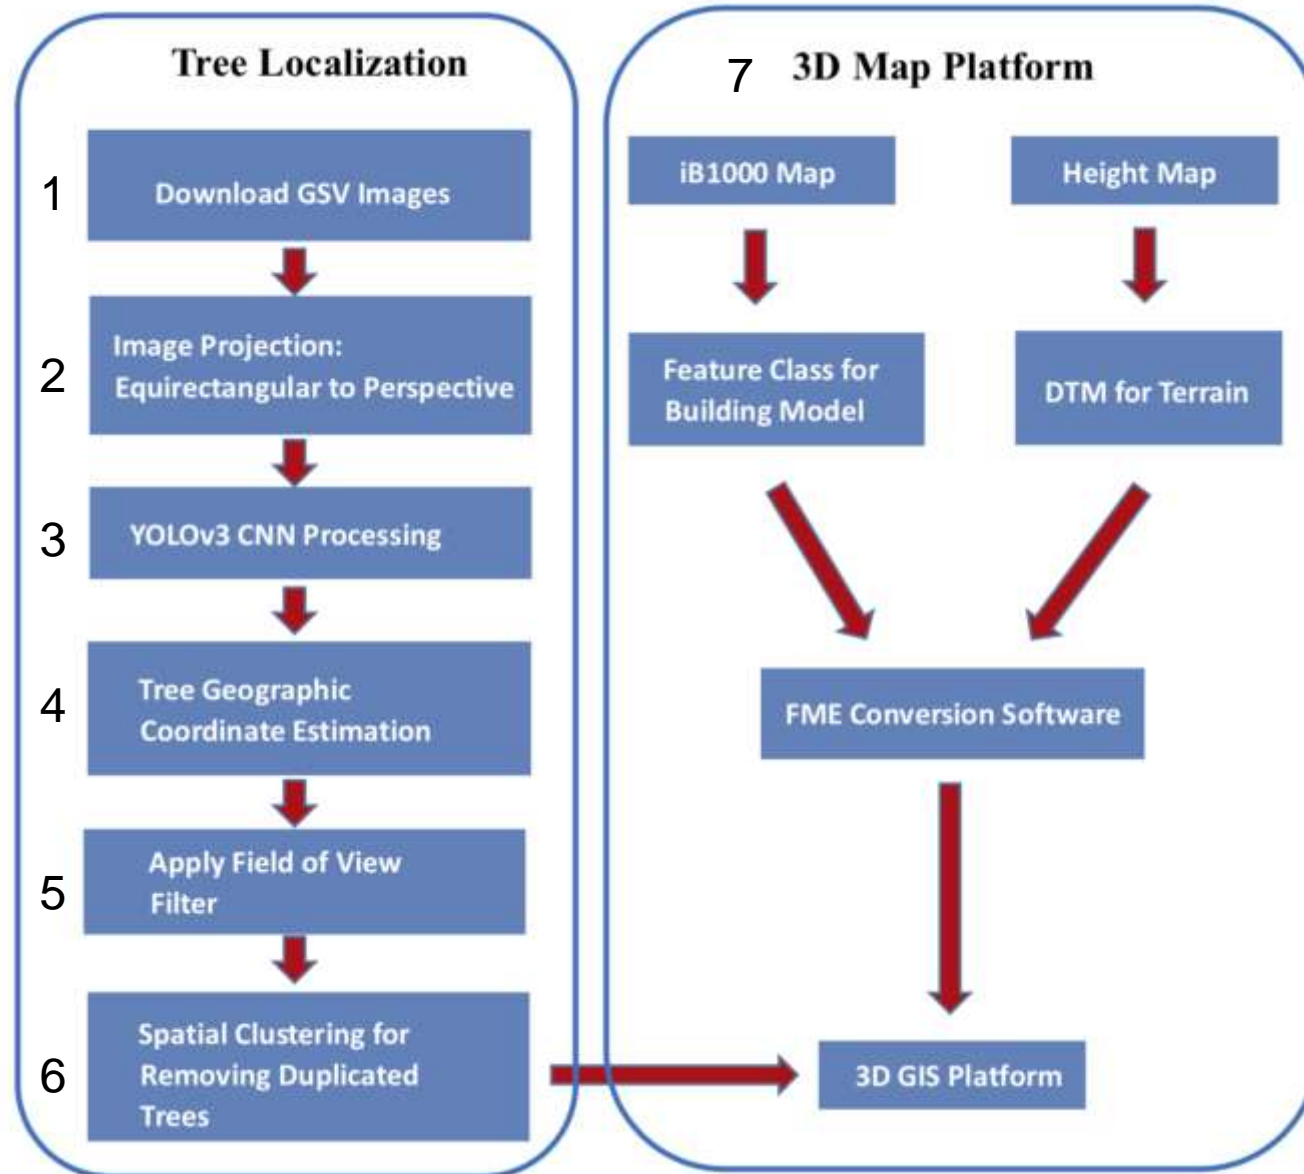 Tree Localization
1
Download GSV Images
2
Image Projection:
Equirectangular to Perspective
3
YOLOv3 CNN Processing
4
Tree Geographic
Coordinate Estimation
5
Apply Field of View
Filter
6
Spatial Clustering for
Removing Duplicated
Trees
7 3D Map Platform
iB1000 Map
Height Map
Feature Class for
Building Model
DTM for Terrain
FME Conversion Software
3D GIS Platform